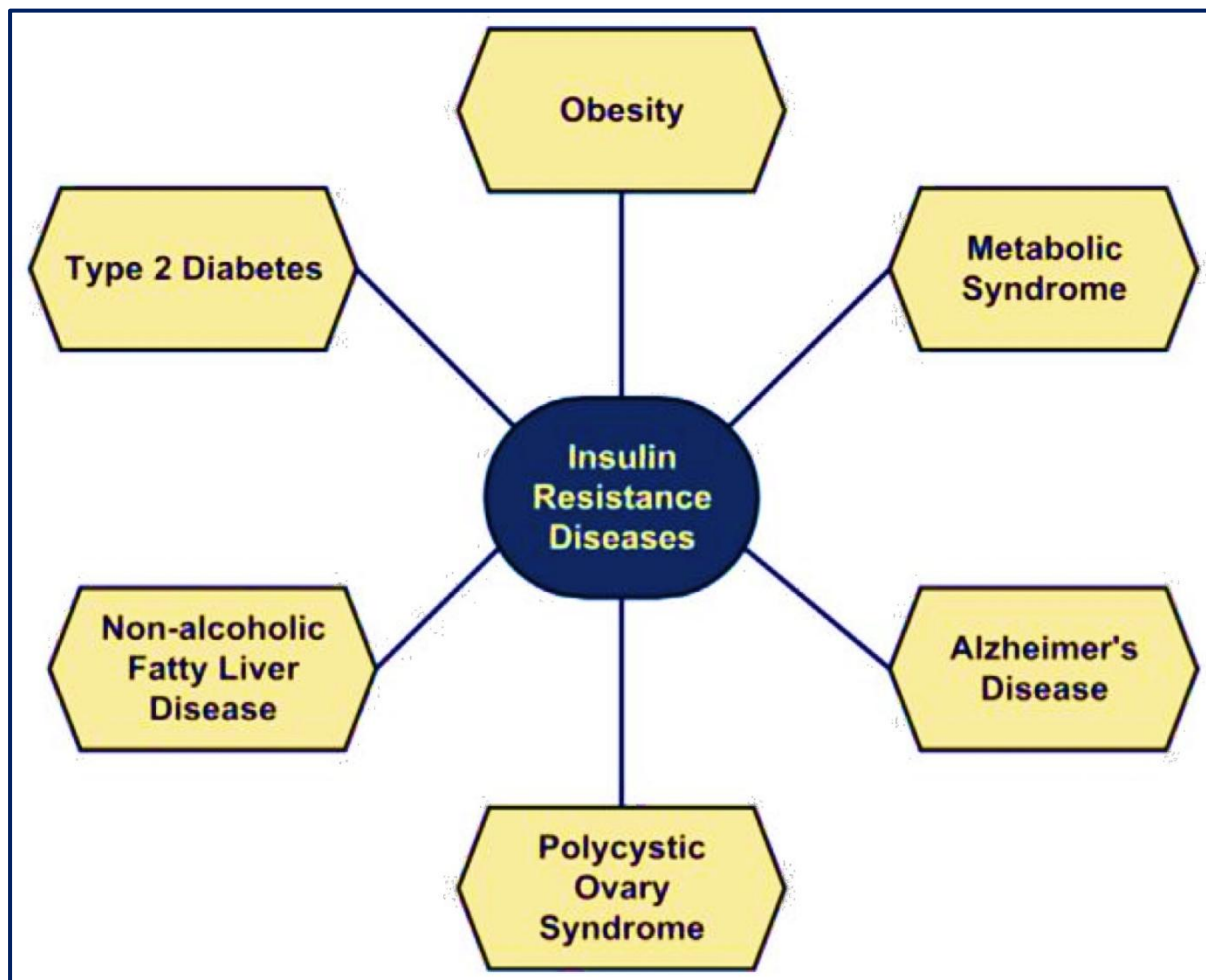 Obesity
Type 2 Diabetes
Metabolic
Syndrome
Insulin
Resistance
Diseases
Non-alcoholic
Fatty Liver
Disease
Alzheimer's
Disease
Polycystic
Ovary
Syndrome